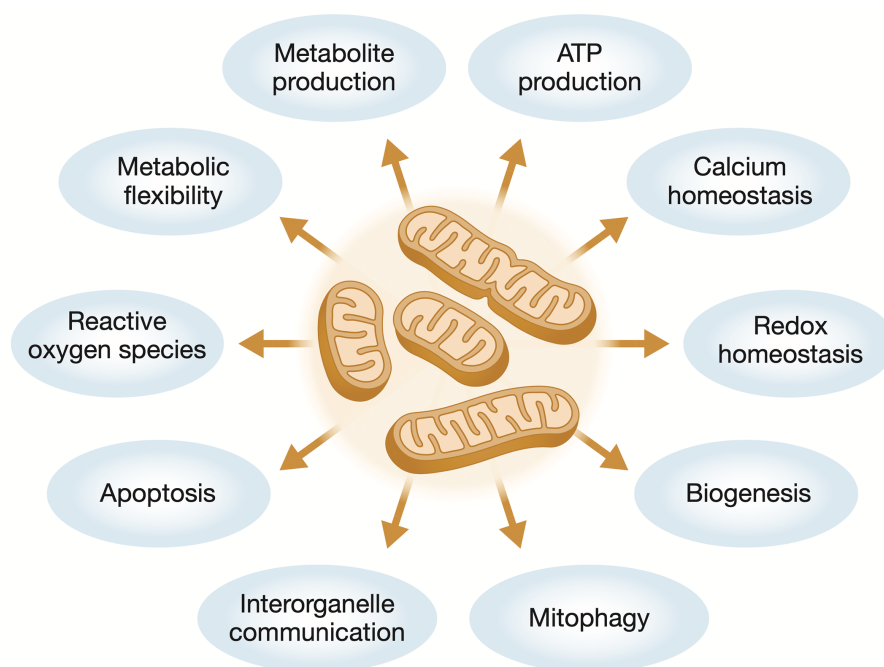 Metabolite
production
ATP
production
Metabolic
flexibility
Calcium
homeostasis
Reactive
oxygen species
Redox
homeostasis
Apoptosis
Biogenesis
Interorganelle
communication
Mitophagy